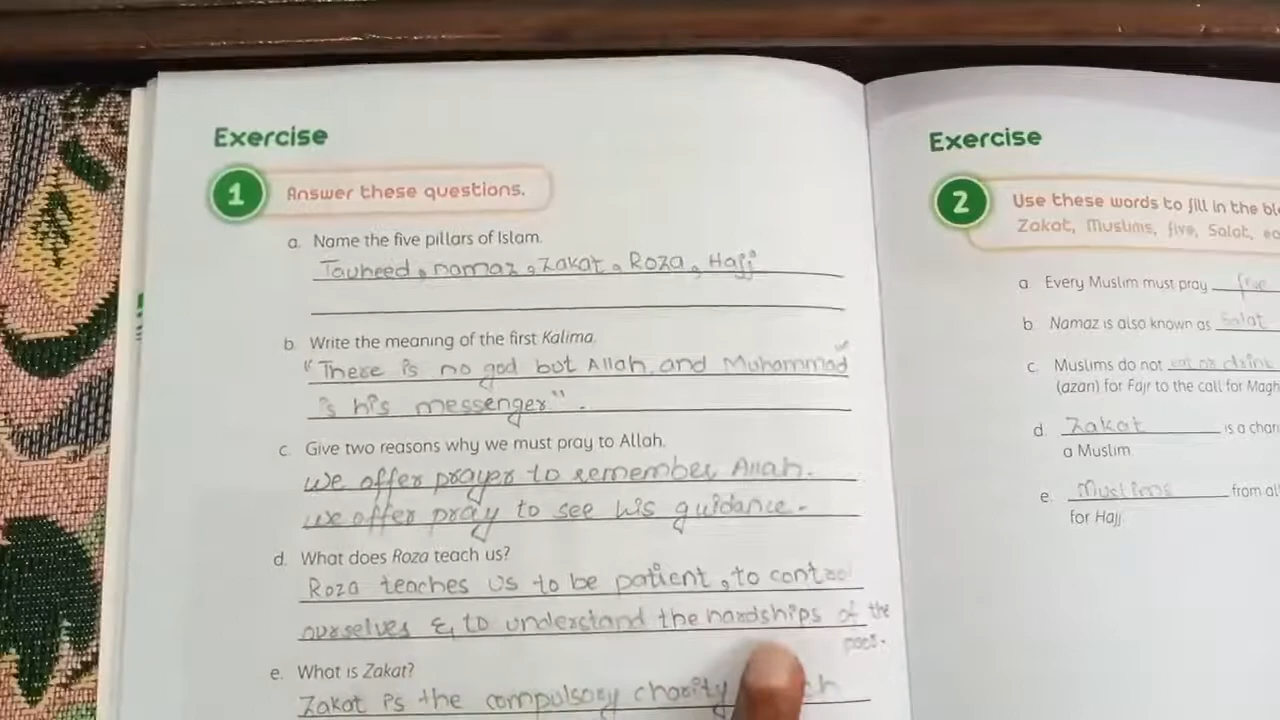 Exercise
1 Answer these questions.
a. Name the five pillars of Islam.
Tauheed, namaz, Zakat, Roza, Hajj
b. Write the meaning of the first Kalima.
"There is no god but Allah and Muhammad
is his messenger".
c. Give two reasons why we must pray to Allah.
we offer prayer to remember Allah.
we offer pray to see his guidance.
d. What does Roza teach us?
Roza teaches us to be patient, to control
ourselves & to understand the hardships of the
poor.
e. What is Zakat?
Zakat is the compulsory charity
Exercise
2 Use these words to fill in the
Zakat, Muslims, five, Salat,
a Every Muslim must pray five
b. Namaz is also known as Salat
c. Muslims do not eat or drink
(azan) for Fajr to the call for
d. Zakat is a
a Muslim.
e. Muslims from
for Hajj